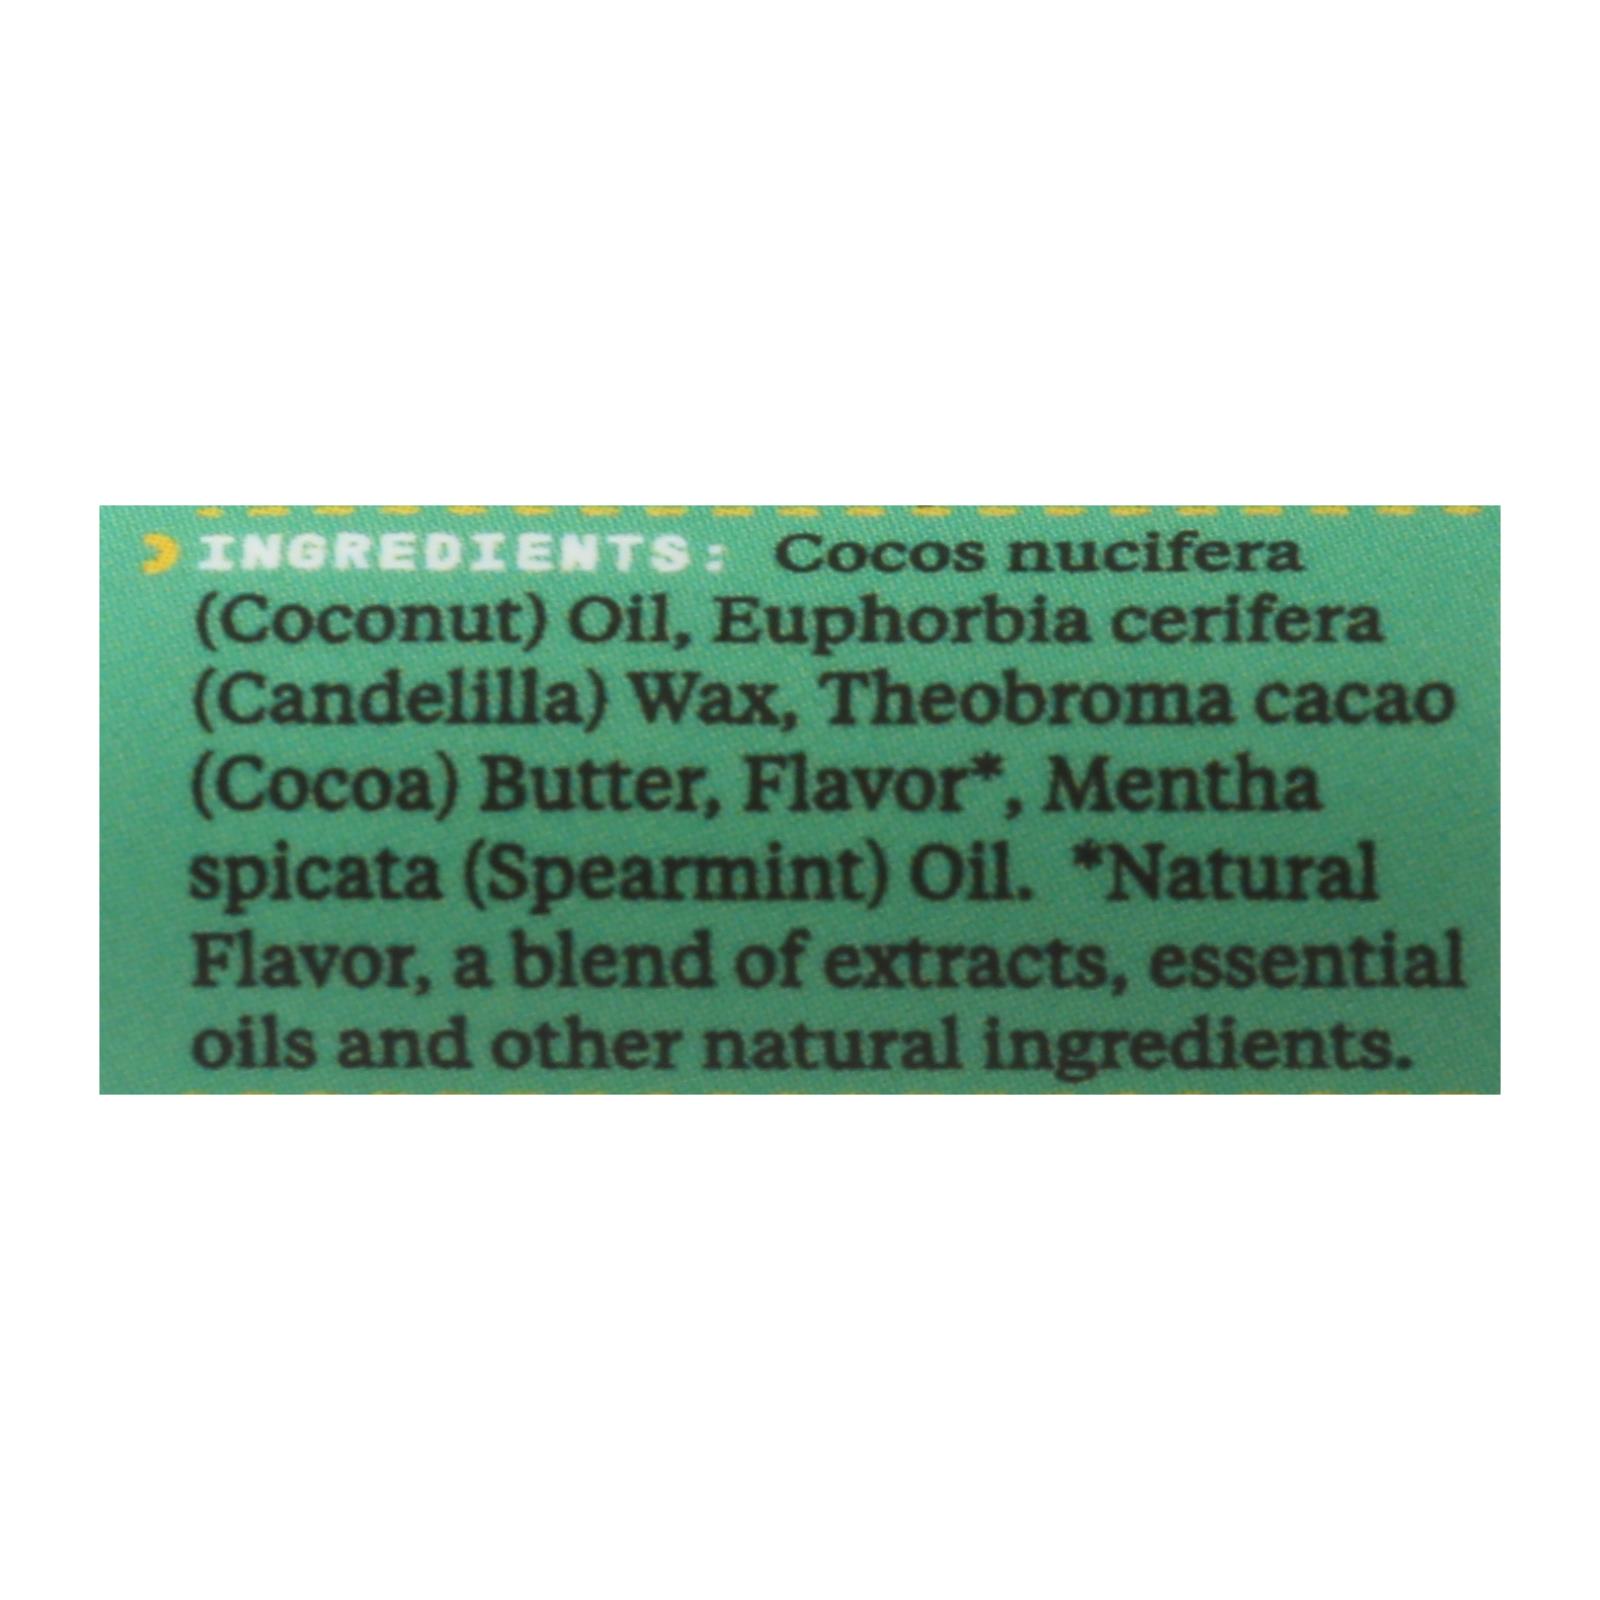 INGREDIENTS: Cocos nucifera
(Coconut) Oil, Euphorbia cerifera
(Candelilla) Wax, Theobroma cacao
(Cocoa) Butter, Flavor*, Mentha
spicata (Spearmint) Oil. *Natural
Flavor, a blend of extracts, essential
oils and other natural ingredients.